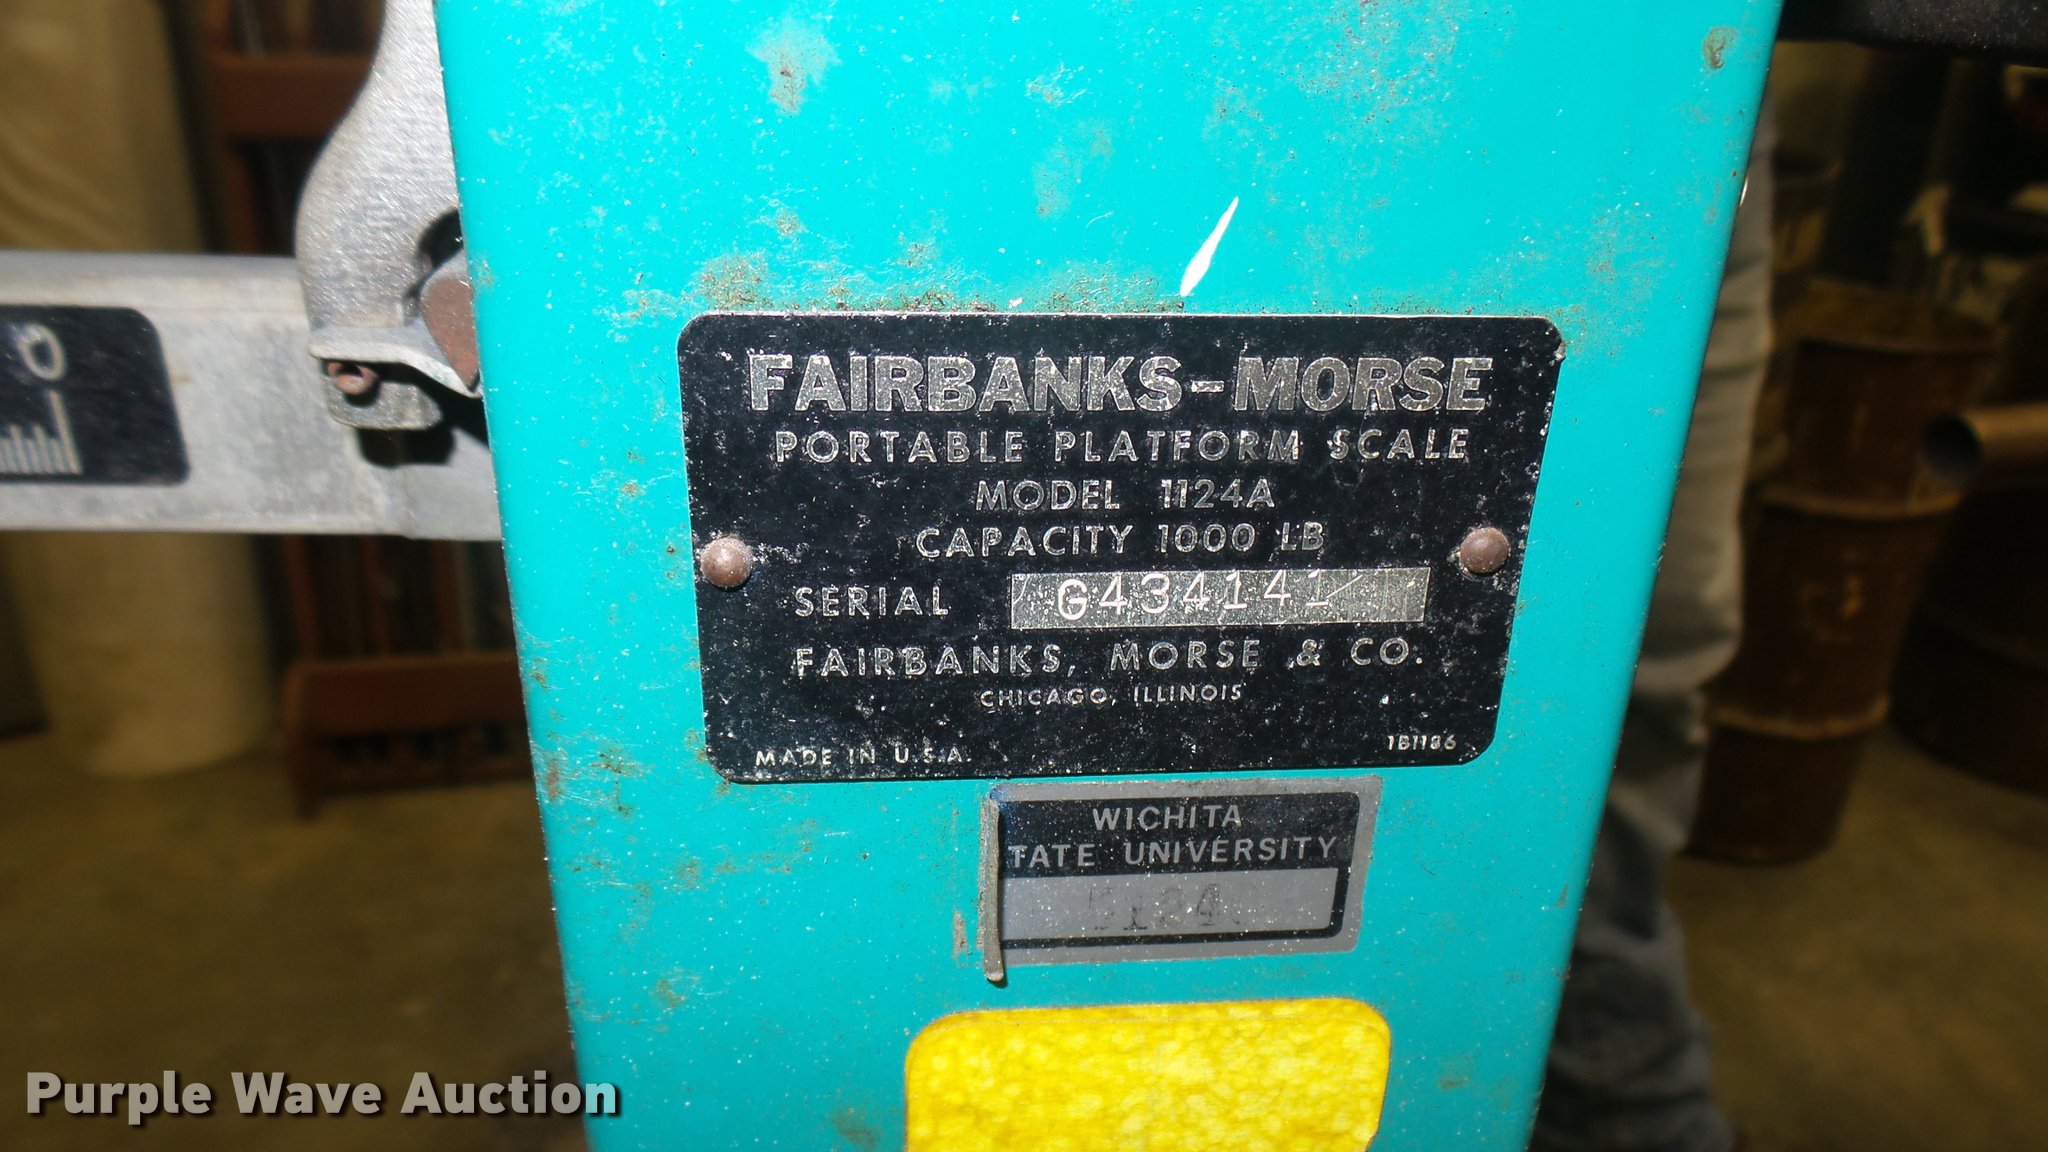 FAIRBANKS-MORSE
PORTABLE PLATFORM SCALE
MODEL 1124A
CAPACITY 1000 LB
SERIAL G434141
FAIRBANKS, MORSE & CO.
CHICAGO, ILLINOIS
MADE IN U.S.A. 1B1186
WICHITA
TATE UNIVERSITY
Purple Wave Auction